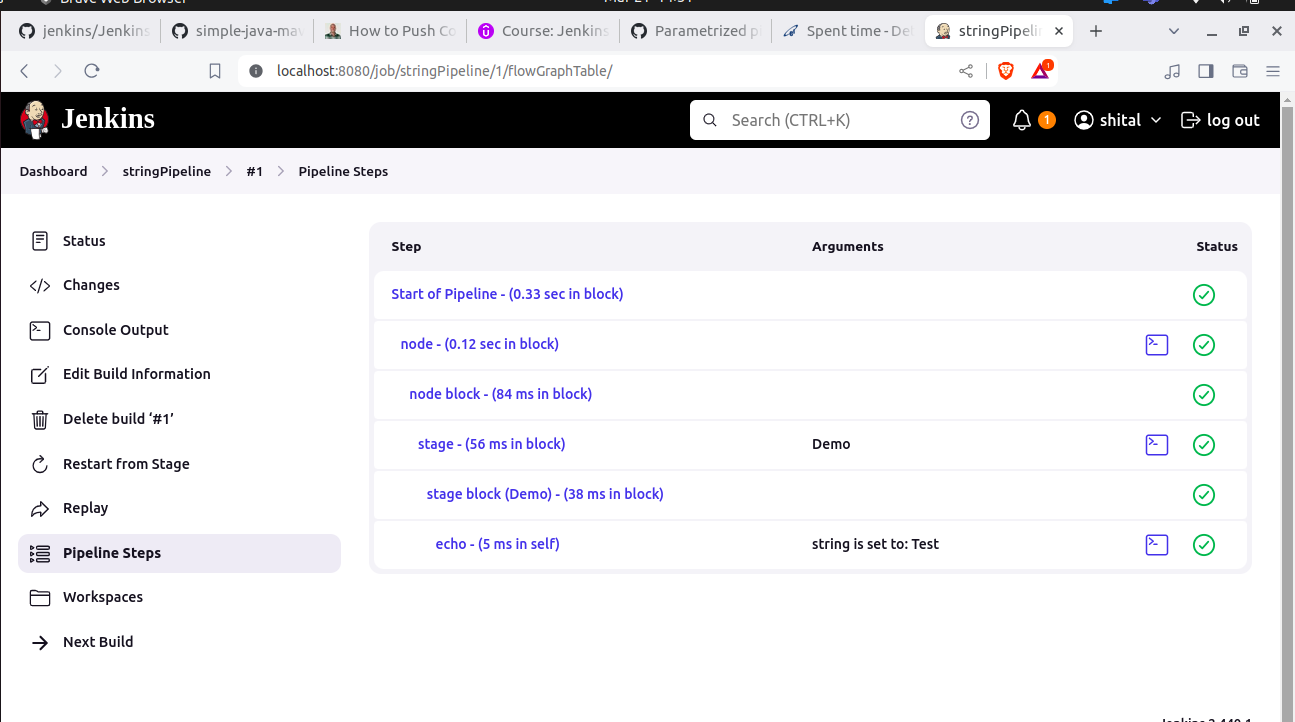 jenkins/Jenkins
simple-java-mav
How to Push Co
Course: Jenkins
Parametrized p
Spent time - De
stringPipeli
localhost:8080/job/stringPipeline/1/flowGraphTable/
1
Jenkins
Search (CTRL+K)
1
shital
log out
Dashboard
stringPipeline
#1
Pipeline Steps
Status
Changes
Console Output
Edit Build Information
Delete build ‘#1’
Restart from Stage
Replay
Pipeline Steps
Workspaces
Next Build
Step Arguments Status
Start of Pipeline - (0.33 sec in block)
node - (0.12 sec in block)
node block - (84 ms in block)
stage - (56 ms in block) Demo
stage block (Demo) - (38 ms in block)
echo - (5 ms in self) string is set to: Test